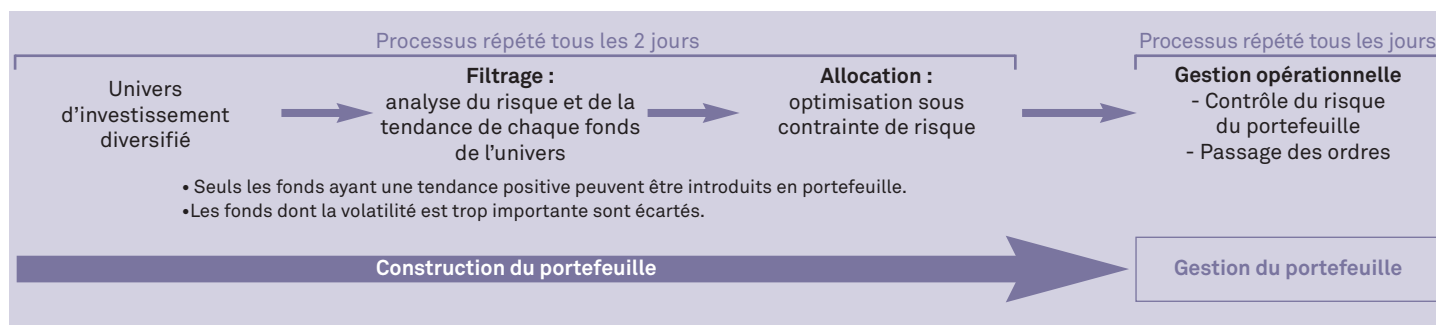 Processus répété tous les 2 jours
Processus répété tous les jours
Univers
d’investissement
diversifié
Filtrage :
analyse du risque et de la
tendance de chaque fonds
de l’univers
Allocation :
optimisation sous
contrainte de risque
Gestion opérationnelle
- Contrôle du risque
du portefeuille
- Passage des ordres
• Seuls les fonds ayant une tendance positive peuvent être introduits en portefeuille.
•Les fonds dont la volatilité est trop importante sont écartés.
Construction du portefeuille
Gestion du portefeuille